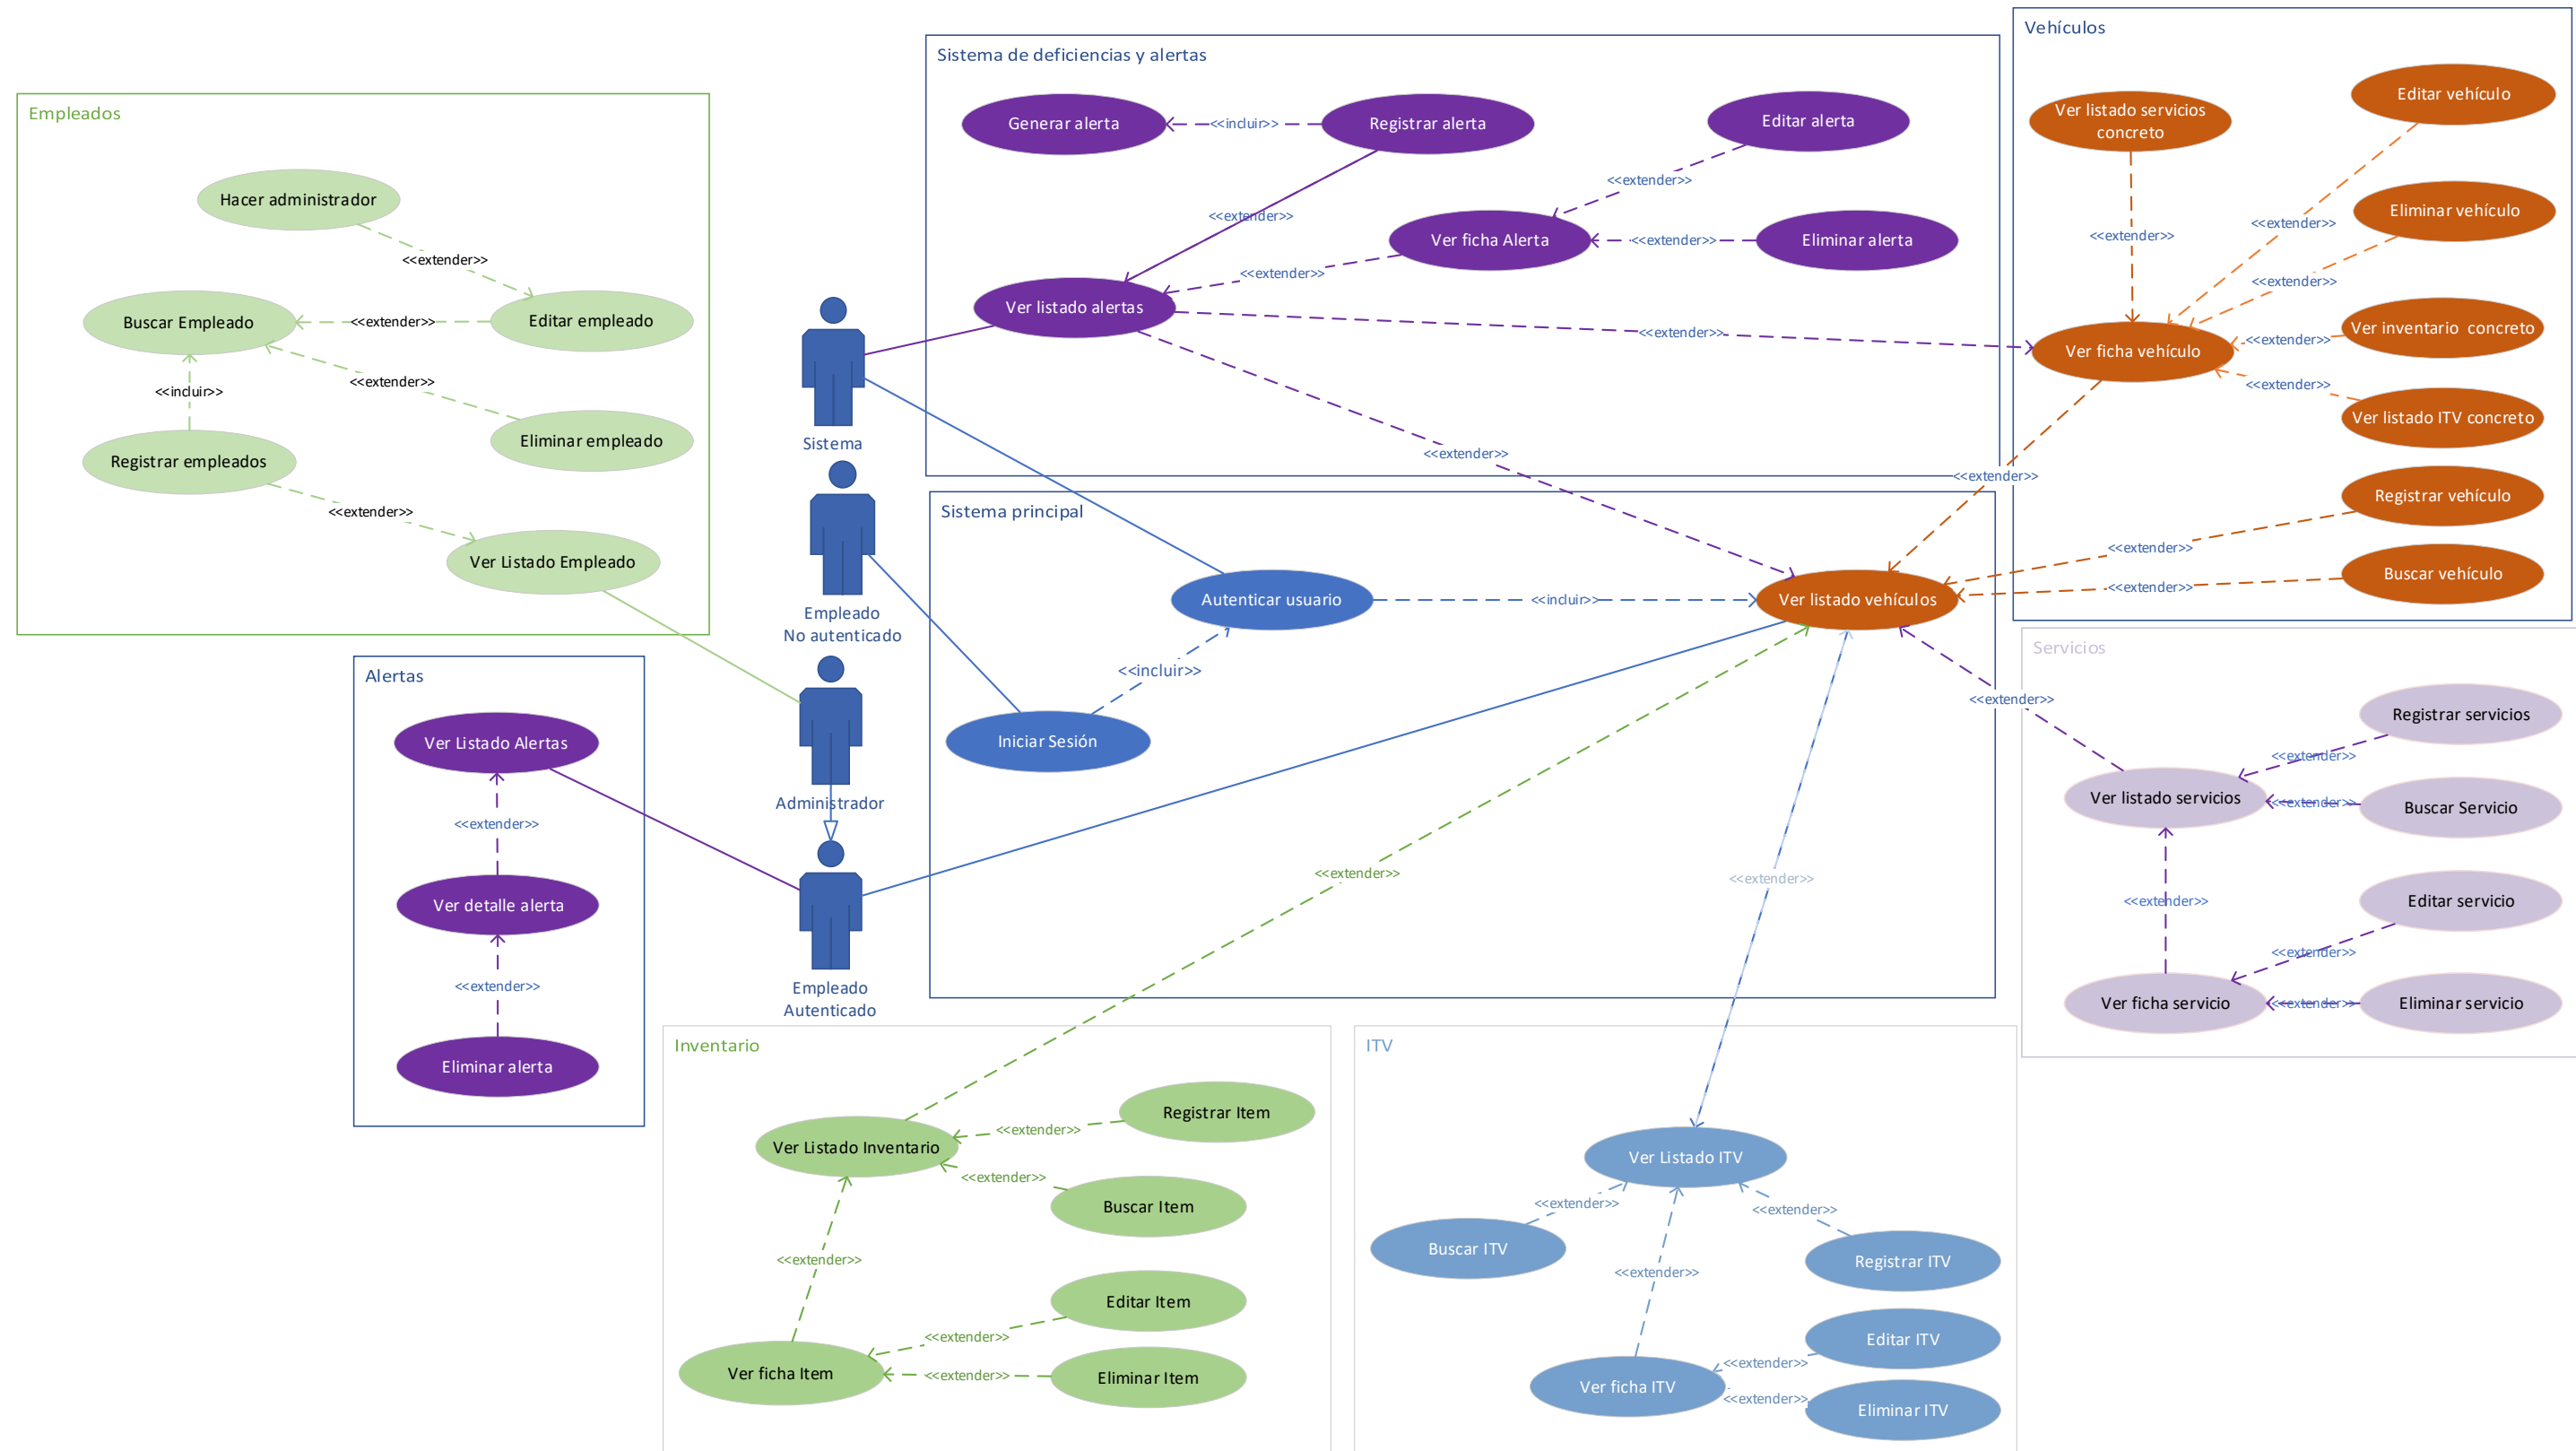 Empleados
Hacer administrador
<<extender>>
Buscar Empleado
<<extender>>
Editar empleado
<<extender>>
<<incluir>>
Eliminar empleado
Registrar empleados
<<extender>>
Ver Listado Empleado
Alertas
Ver Listado Alertas
<<extender>>
Ver detalle alerta
<<extender>>
Eliminar alerta
Sistema
Empleado
No autenticado
Administrador
Empleado
Autenticado
Sistema de deficiencias y alertas
Generar alerta
<<incluir>>
Registrar alerta
Editar alerta
<<extender>>
<<extender>>
Ver ficha Alerta
<<extender>>
Eliminar alerta
<<extender>>
Ver listado alertas
<<extender>>
<<extender>>
Sistema principal
Autenticar usuario
<<incluir>>
Ver listado vehículos
<<incluir>>
Iniciar Sesión
<<extender>>
<<extender>>
Vehículos
Ver listado servicios
concreto
Editar vehículo
<<extender>>
<<extender>>
Eliminar vehículo
<<extender>>
Ver inventario concreto
<<extender>>
Ver ficha vehículo
<<extender>>
Ver listado ITV concreto
<<extender>>
Registrar vehículo
<<extender>>
Buscar vehículo
<<extender>>
Servicios
<<extender>>
Registrar servicios
<<extender>>
Ver listado servicios
<<extender>>
Buscar Servicio
<<extender>>
Editar servicio
<<extender>>
Ver ficha servicio
<<extender>>
Eliminar servicio
Inventario
Registrar Item
<<extender>>
Ver Listado Inventario
<<extender>>
Buscar Item
<<extender>>
Editar Item
<<extender>>
Ver ficha Item
<<extender>>
Eliminar Item
ITV
Ver Listado ITV
<<extender>>
<<extender>>
Buscar ITV
Registrar ITV
<<extender>>
Editar ITV
<<extender>>
Ver ficha ITV
<<extender>>
Eliminar ITV